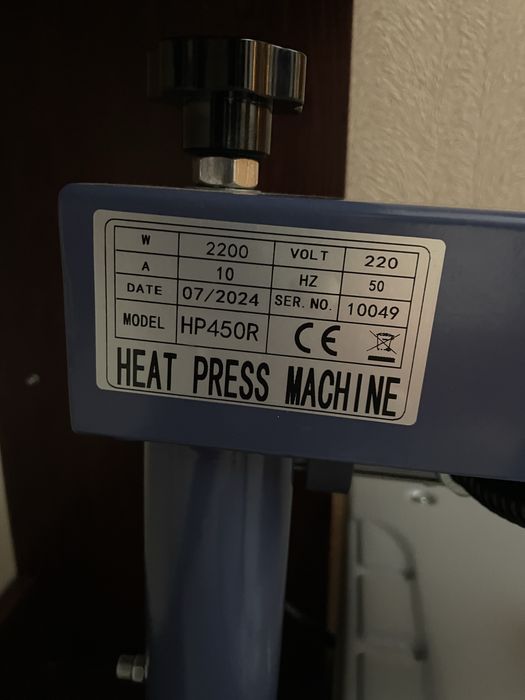 W 2200 VOLT 220
A 10 HZ 50
DATE 07/2024 SER. NO. 10049
MODEL HP450R CE
HEAT PRESS MACHINE